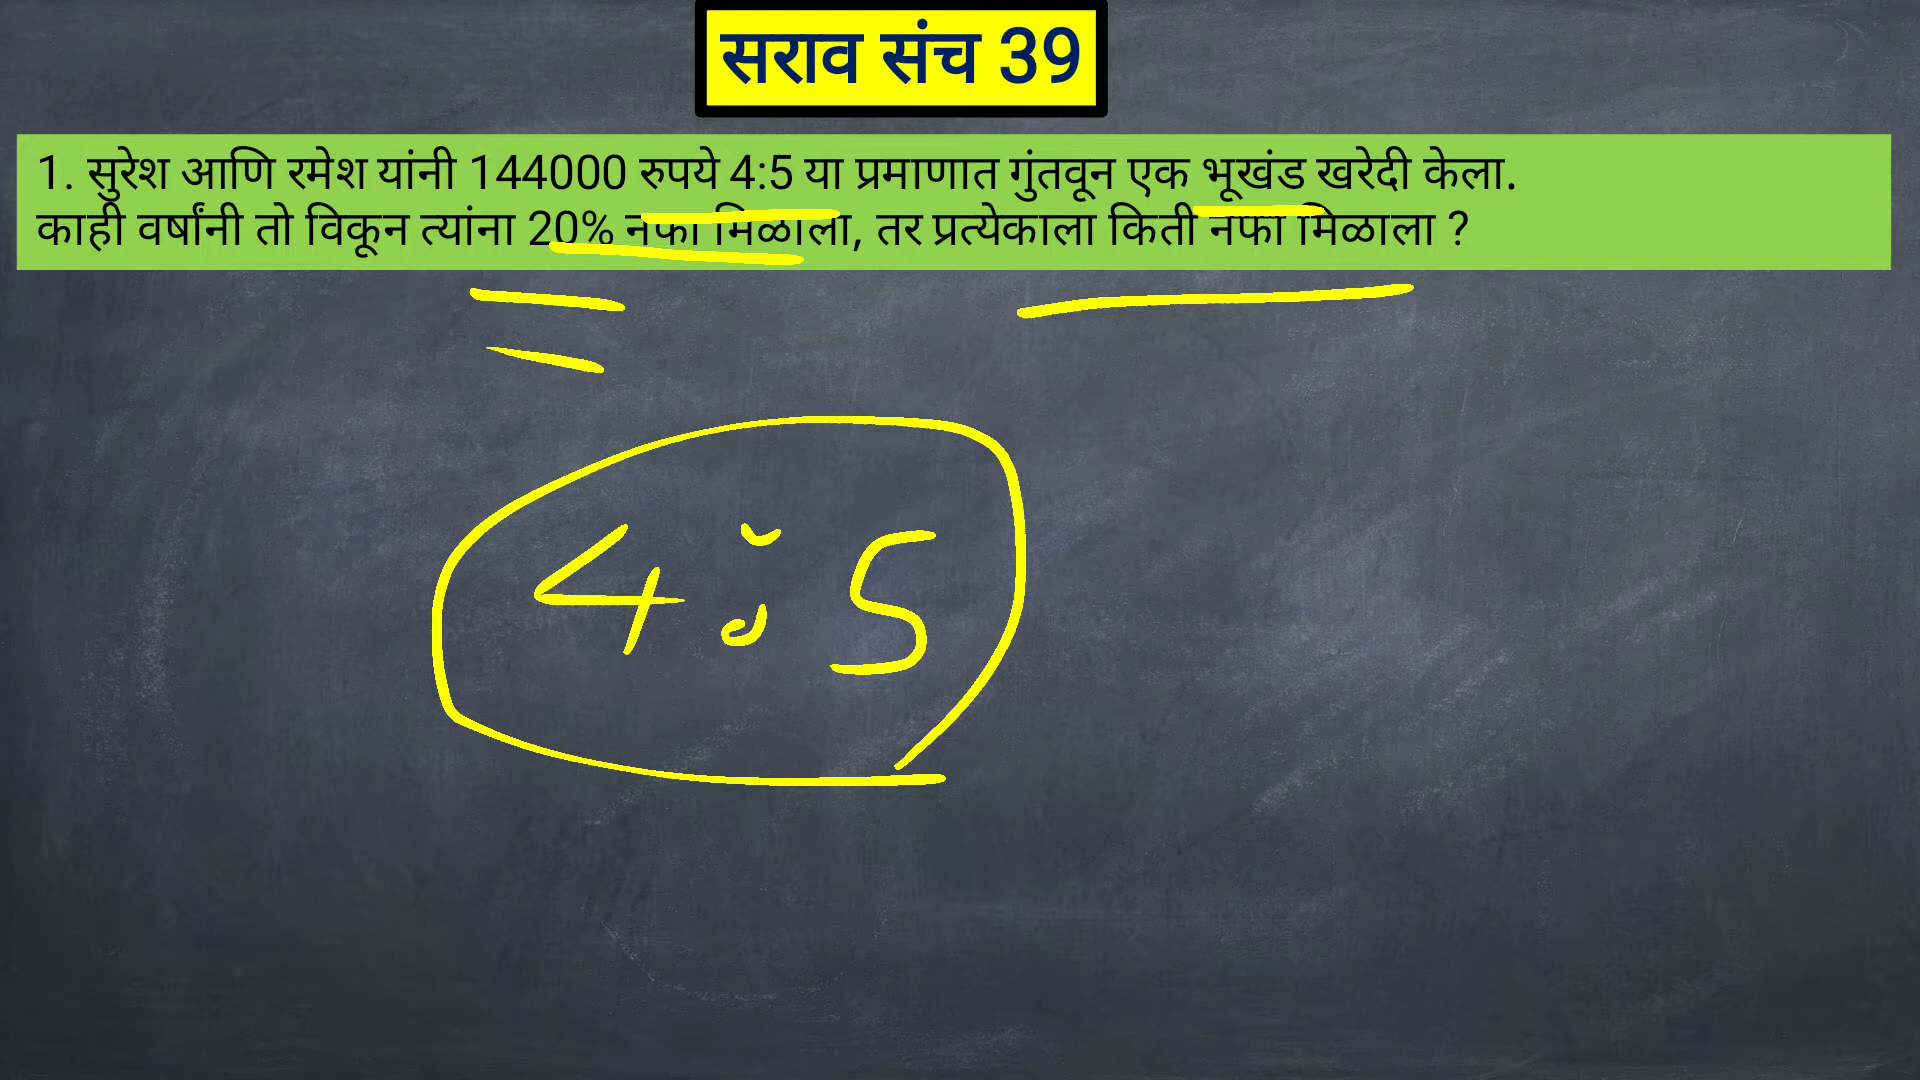 सराव संच 39
1. सुरेश आणि रमेश यांनी 144000 रुपये 4:5 या प्रमाणात गुंतवून एक भूखंड खरेदी केला.
काही वर्षांनी तो विकून त्यांना 20% नफा मिळाला, तर प्रत्येकाला किती नफा मिळाला ?
4 : 5